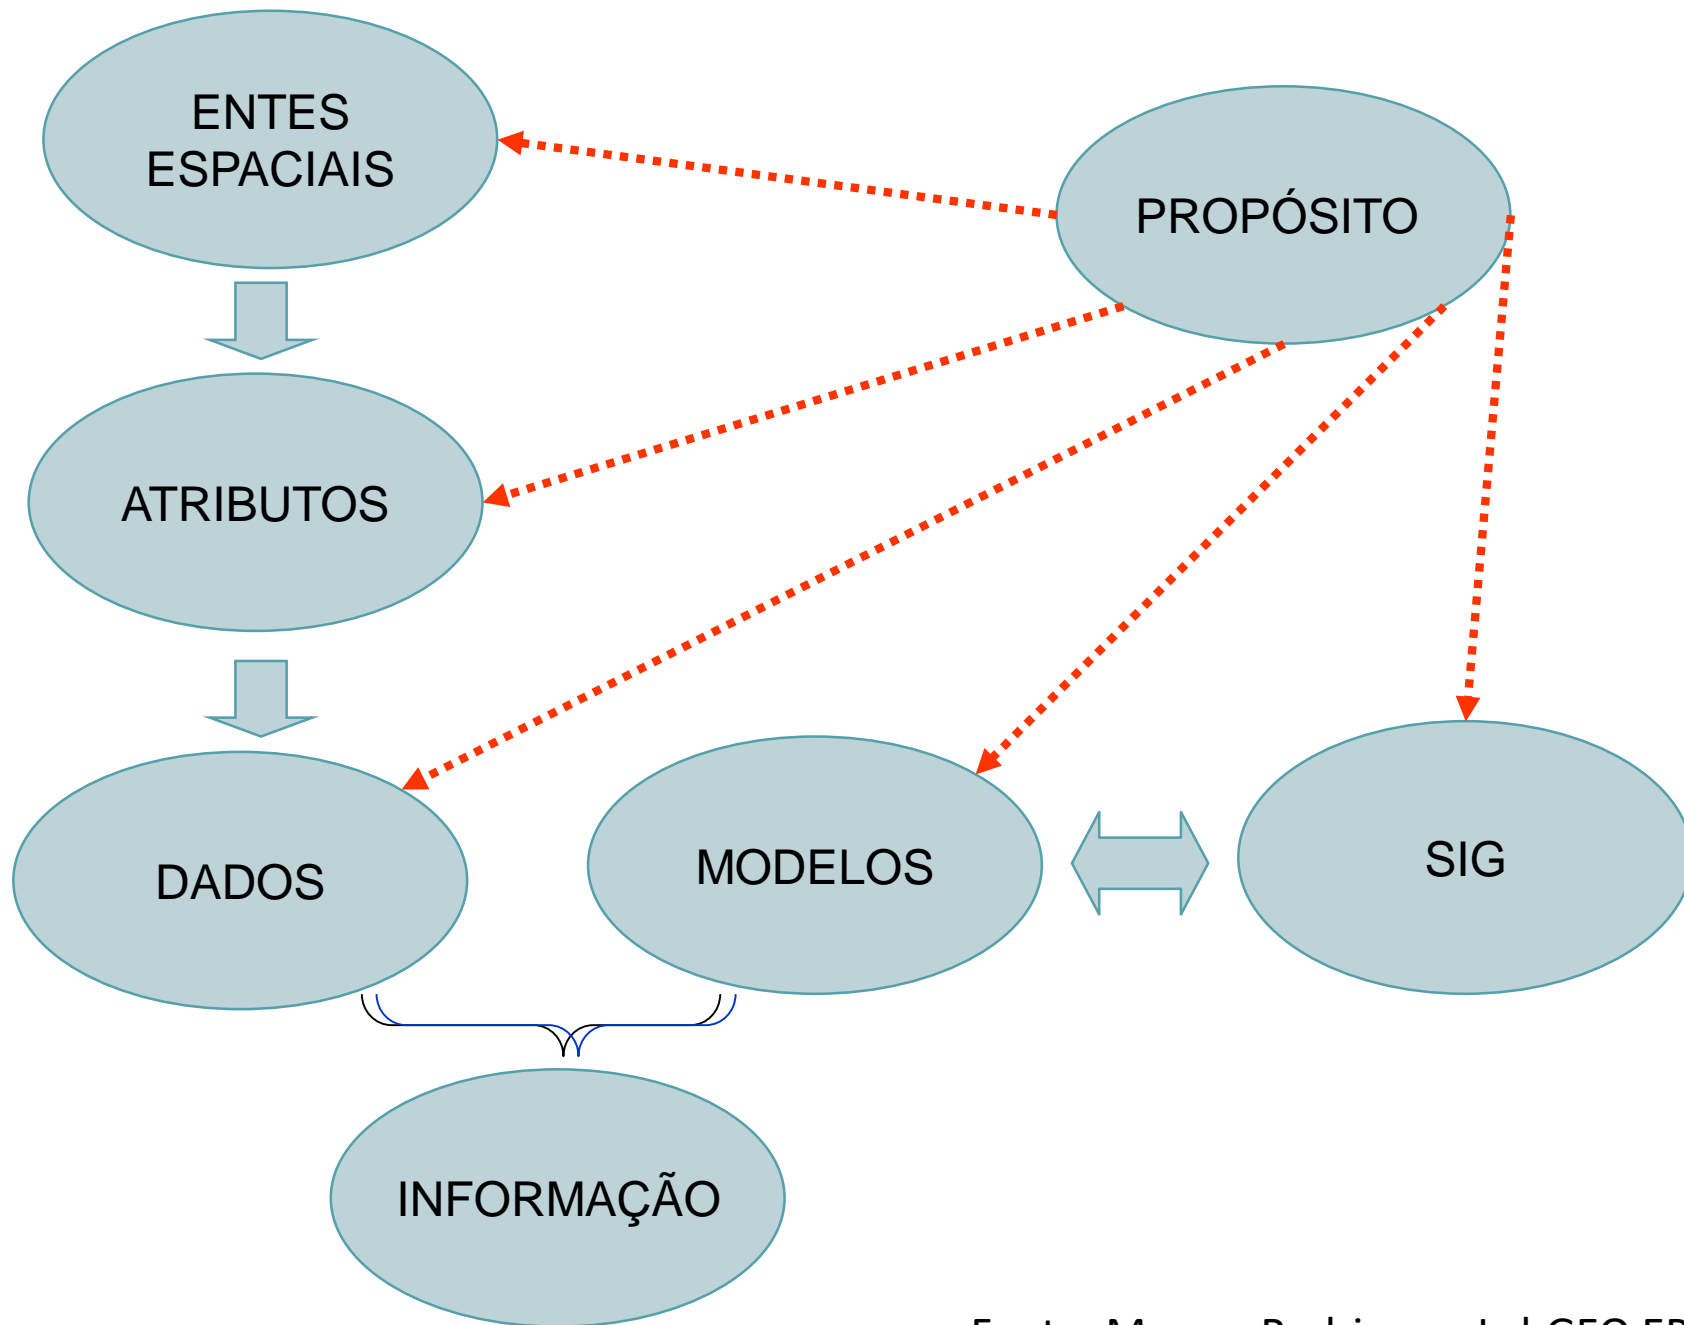 ENTES
ESPACIAIS
PROPÓSITO
ATRIBUTOS
DADOS
MODELOS
SIG
INFORMAÇÃO